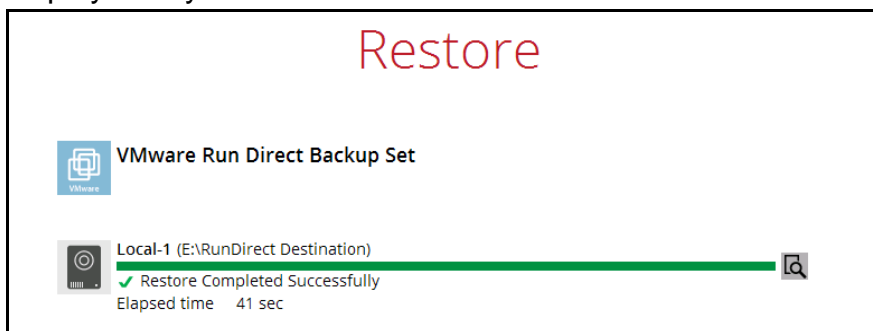 Restore
VMware Run Direct Backup Set
VMware
Local-1 (E:\RunDirect Destination)
Restore Completed Successfully
Elapsed time 41 sec